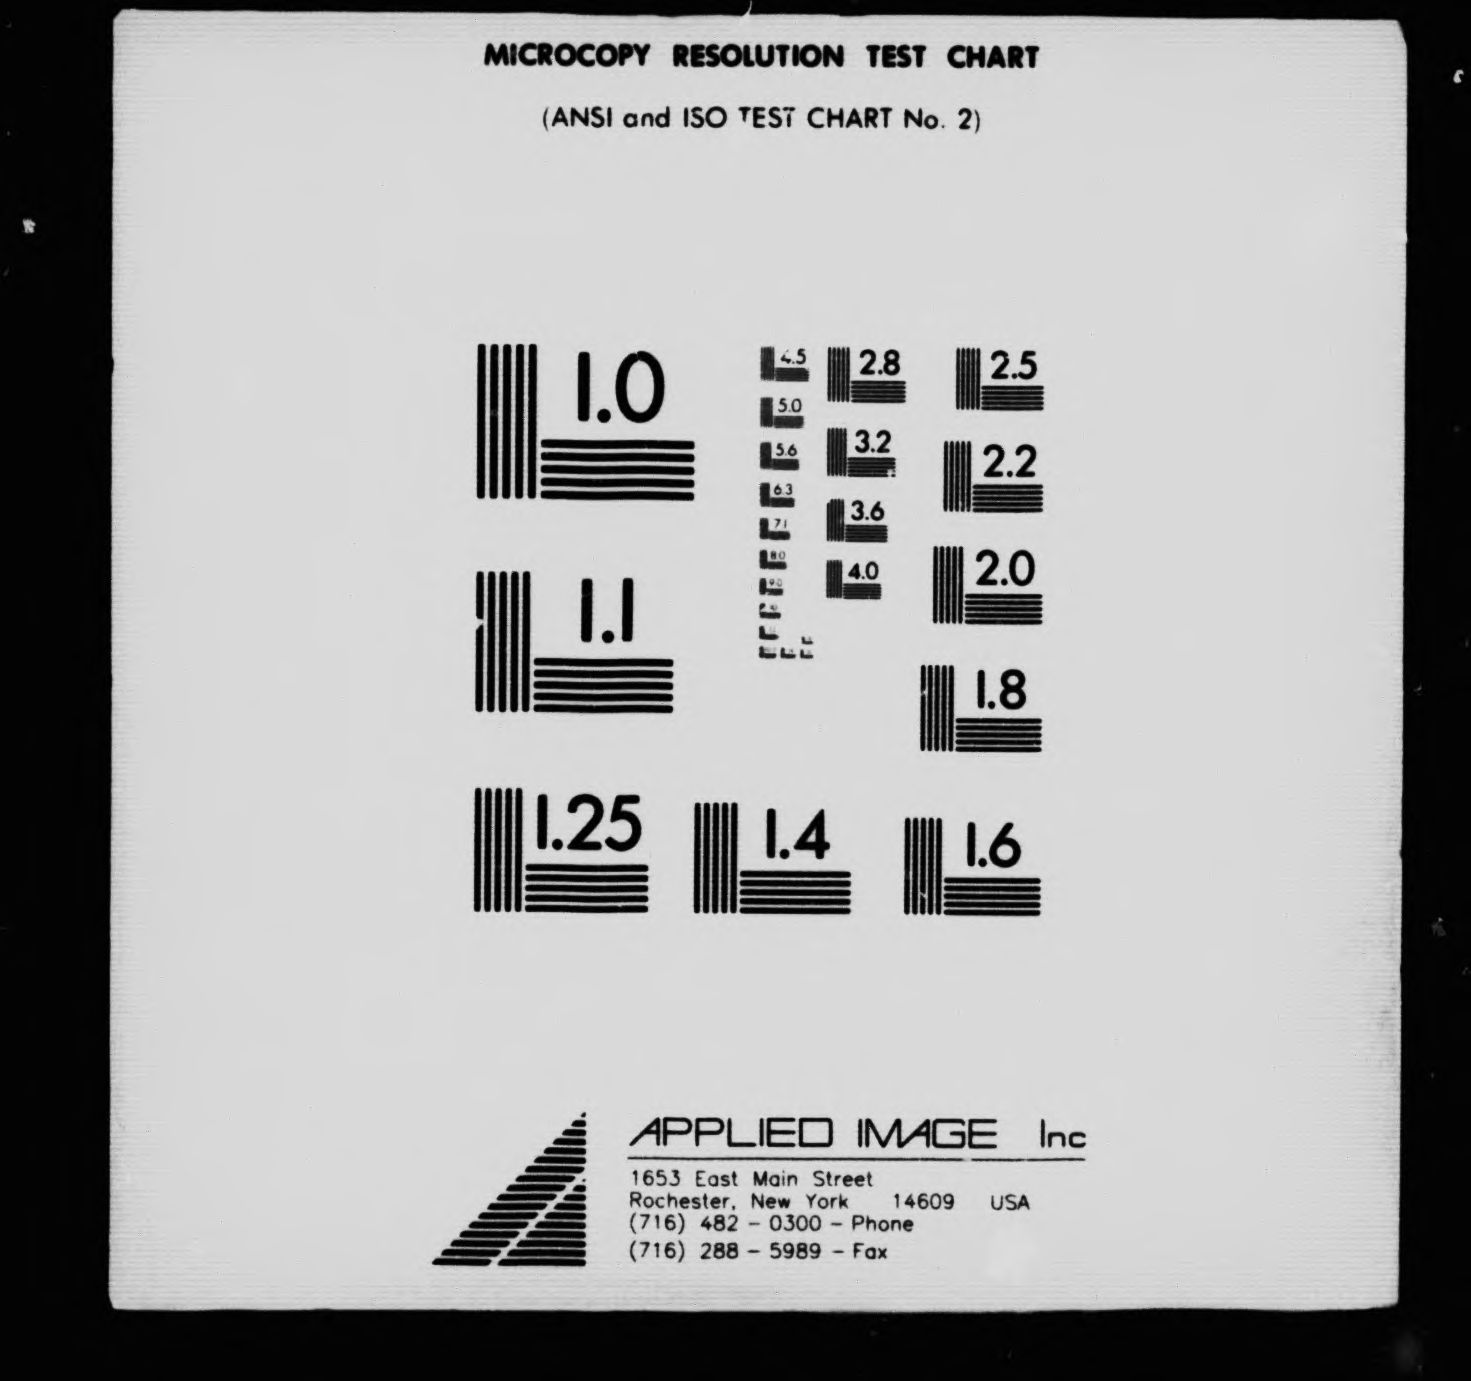 MICROCOPY RESOLUTION TEST CHART
(ANSI and ISO TEST CHART No. 2)
1.0
1.1
1.25
1.4
1.6
1.8
2.0
2.2
2.5
2.8
3.2
3.6
4.0
4.5
5.0
5.6
6.3
7.1
8.0
9.0
APPLIED IMAGE Inc
1653 East Main Street
Rochester, New York 14609 USA
(716) 482 - 0300 - Phone
(716) 288 - 5989 - Fax